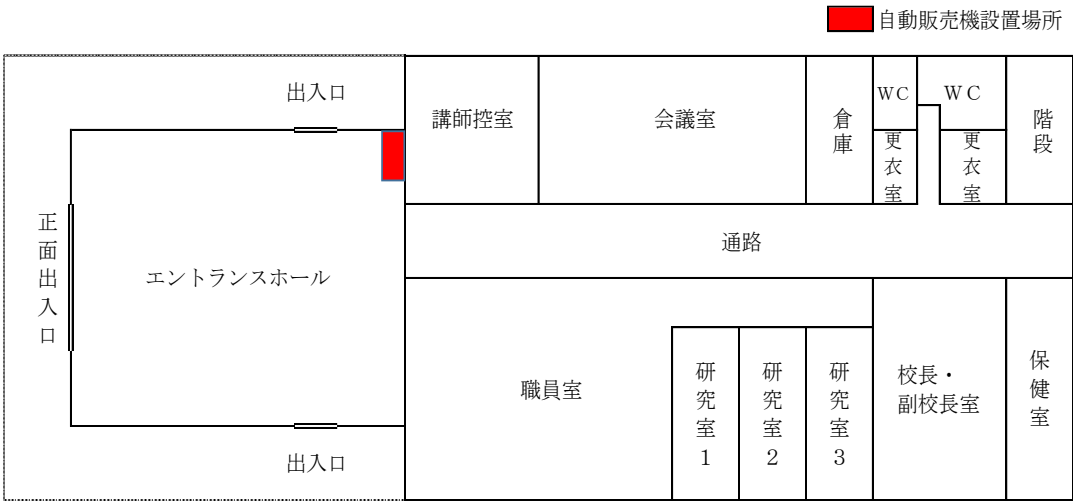 自動販売機設置場所
出入口
講師控室
会議室
倉庫
WC
ＷＣ
更衣室
更衣室
階段
正面出入口
エントランスホール
通路
職員室
研究室１
研究室２
研究室３
校長・
副校長室
保健室
出入口